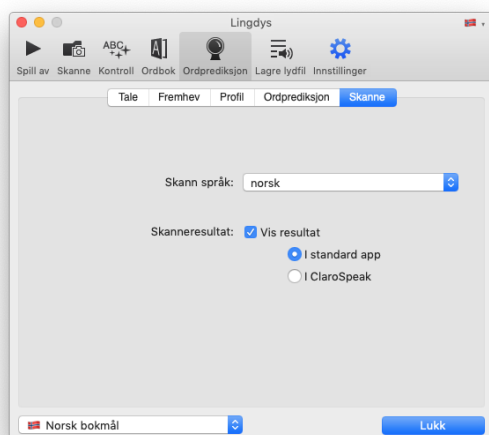 Lingdys
ABC
A
Spill av Skanne Kontroll Ordbok Ordprediksjon Lagre lydfil Innstillinger
Tale Fremhev Profil Ordprediksjon Skanne
Skann språk: norsk
Skanneresultat: Vis resultat
I standard app
I ClaroSpeak
Norsk bokmål Lukk